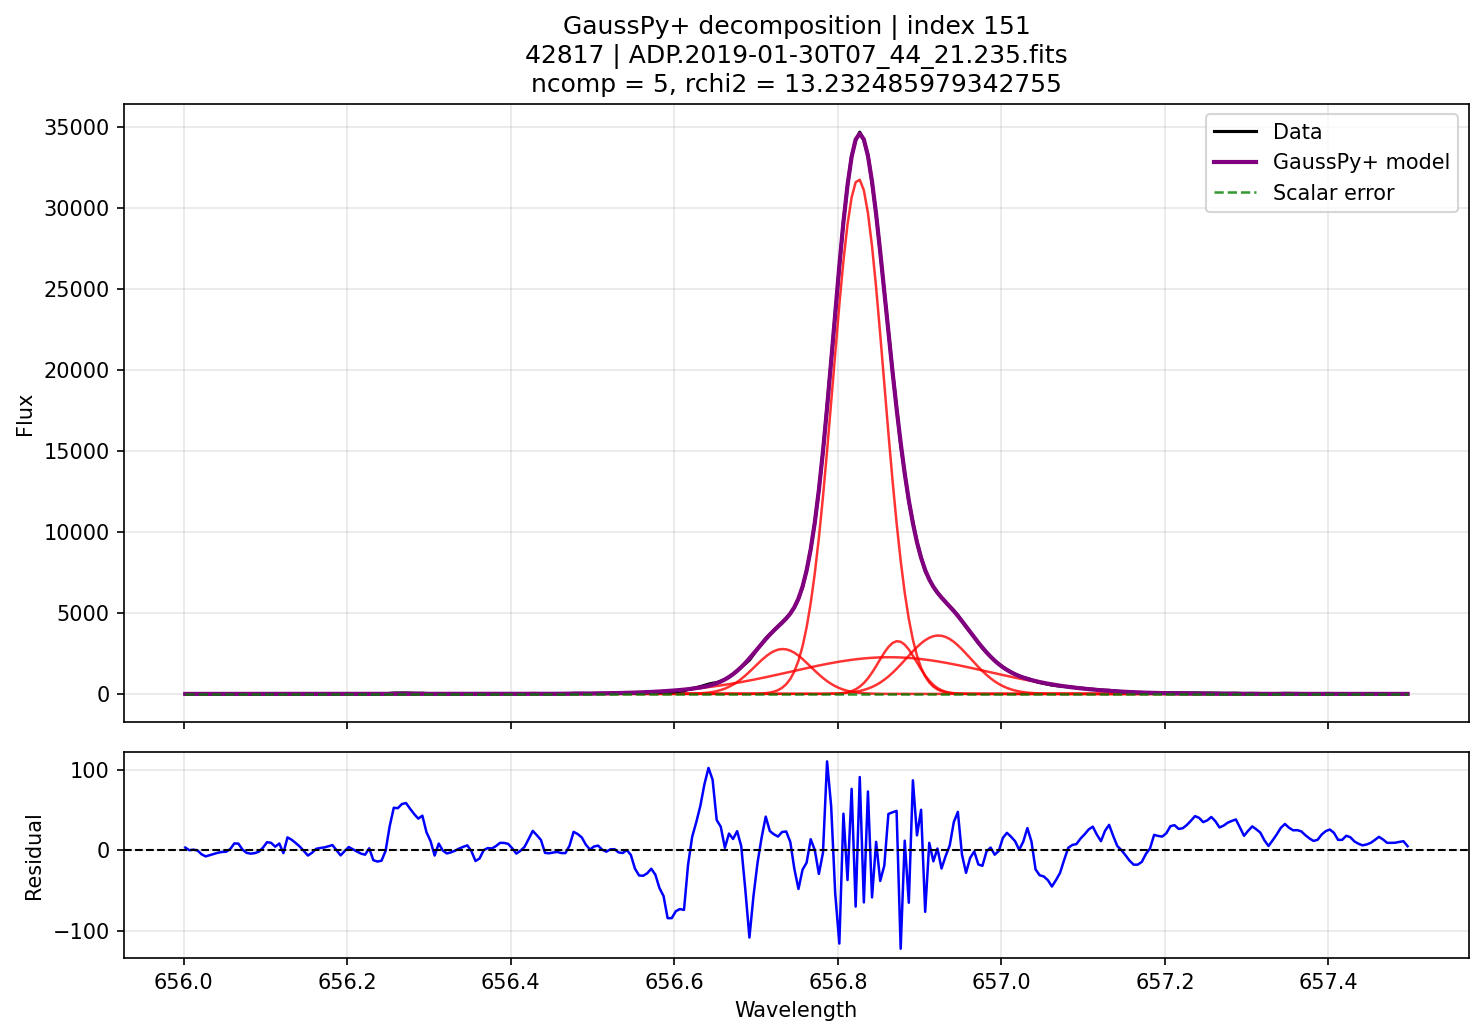 GaussPy+ decomposition | index 151
42817 | ADP.2019-01-30T07_44_21.235.fits
ncomp = 5, rchi2 = 13.232485979342755
Data
GaussPy+ model
Scalar error
35000
30000
25000
20000
15000
10000
5000
0
Flux
100
0
−100
Residual
656.0 656.2 656.4 656.6 656.8 657.0 657.2 657.4
Wavelength